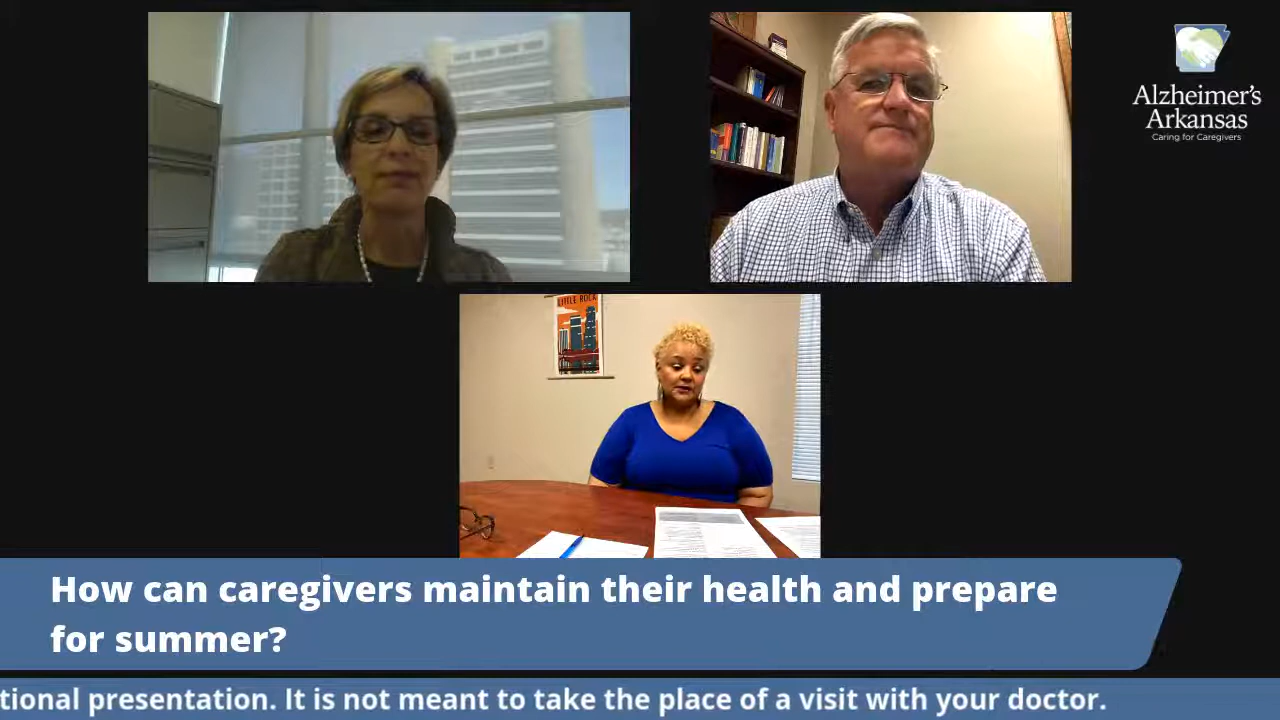 Alzheimer's
Arkansas
Caring for Caregivers
LITTLE ROCK
How can caregivers maintain their health and prepare
for summer?
tional presentation. It is not meant to take the place of a visit with your doctor.